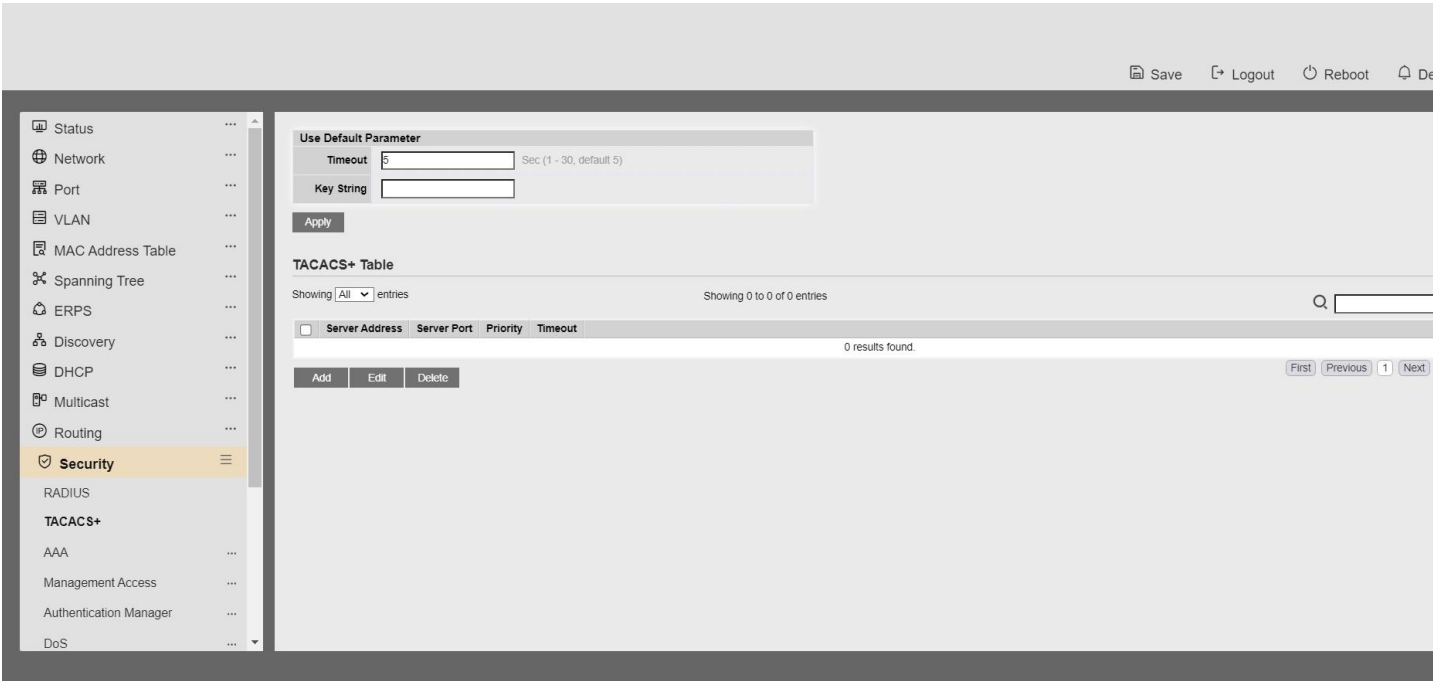 Save Logout Reboot De
Status ...
Network ...
Port ...
VLAN ...
MAC Address Table ...
Spanning Tree ...
ERPS ...
Discovery ...
DHCP ...
Multicast ...
Routing ...
Security
RADIUS
TACACS+
AAA ...
Management Access ...
Authentication Manager ...
DoS ...
Use Default Parameter
Timeout 5 Sec (1 - 30, default 5)
Key String
Apply
TACACS+ Table
Showing All entries Showing 0 to 0 of 0 entries
Server Address Server Port Priority Timeout
0 results found.
Add Edit Delete First Previous 1 Next